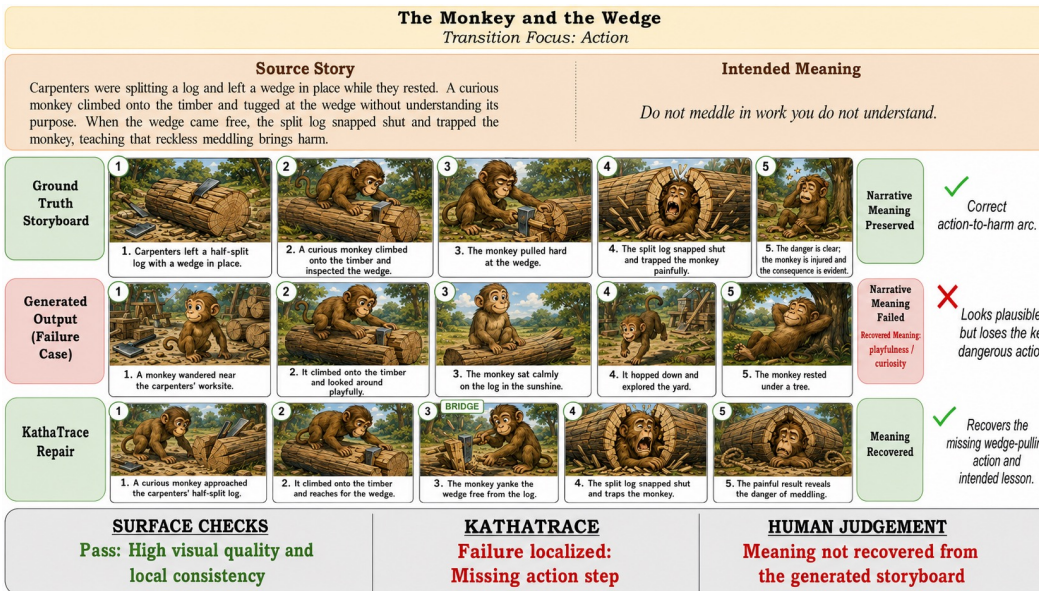 The Monkey and the Wedge
Transition Focus: Action
Source Story
Carpenters were splitting a log and left a wedge in place while they rested. A curious
monkey climbed onto the timber and tugged at the wedge without understanding its
purpose. When the wedge came free, the split log snapped shut and trapped the
monkey, teaching that reckless meddling brings harm.
Intended Meaning
Do not meddle in work you do not understand.
Ground
Truth
Storyboard
1
1. Carpenters left a half-split
log with a wedge in place.
2
2. A curious monkey climbed
onto the timber and
inspected the wedge.
3
3. The monkey pulled hard
at the wedge.
4
4. The split log snapped shut
and trapped the monkey
painfully.
5
5. The danger is clear;
the monkey is injured and
the consequence is evident.
Narrative
Meaning
Preserved
Correct
action-to-harm arc.
Generated
Output
(Failure
Case)
1
1. A monkey wandered near
the carpenters' worksite.
2
2. It climbed onto the timber
and looked around
playfully.
3
3. The monkey sat calmly
on the log in the sunshine.
4
4. It hopped down and
explored the yard.
5
5. The monkey rested
under a tree.
Narrative
Meaning
Failed
Recovered Meaning:
playfulness /
curiosity
Looks plausible
but loses the ke
dangerous actio
KathaTrace
Repair
1
1. A curious monkey approached
the carpenters' half-split log.
2
2. It climbed onto the timber
and reaches for the wedge.
3
BRIDGE
3. The monkey yanke the
wedge free from the log.
4
4. The split log snapped shut
and traps the monkey.
5
5. The painful result reveals
the danger of meddling.
Meaning
Recovered
Recovers the
missing wedge-pullin
action and
intended lesson.
SURFACE CHECKS
Pass: High visual quality and
local consistency
KATHATRACE
Failure localized:
Missing action step
HUMAN JUDGEMENT
Meaning not recovered from
the generated storyboard